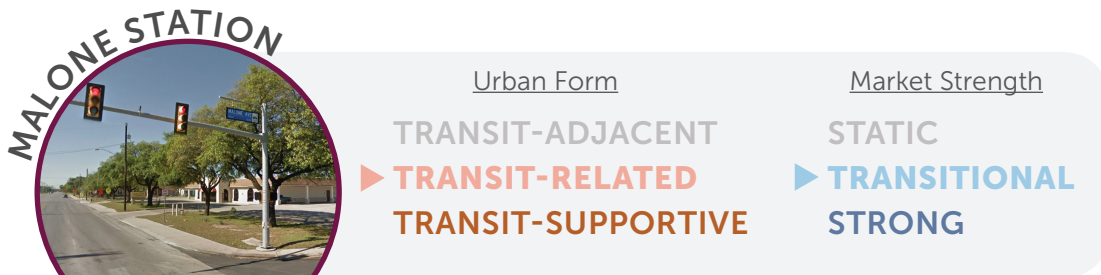 MALONE STATION
Urban Form
TRANSIT-ADJACENT
TRANSIT-RELATED
TRANSIT-SUPPORTIVE
Market Strength
STATIC
TRANSITIONAL
STRONG